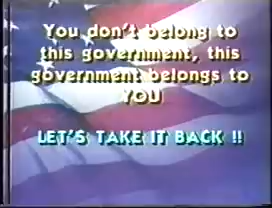 You don't belong to
this government, this
government belongs to
YOU
LET'S TAKE IT BACK !!